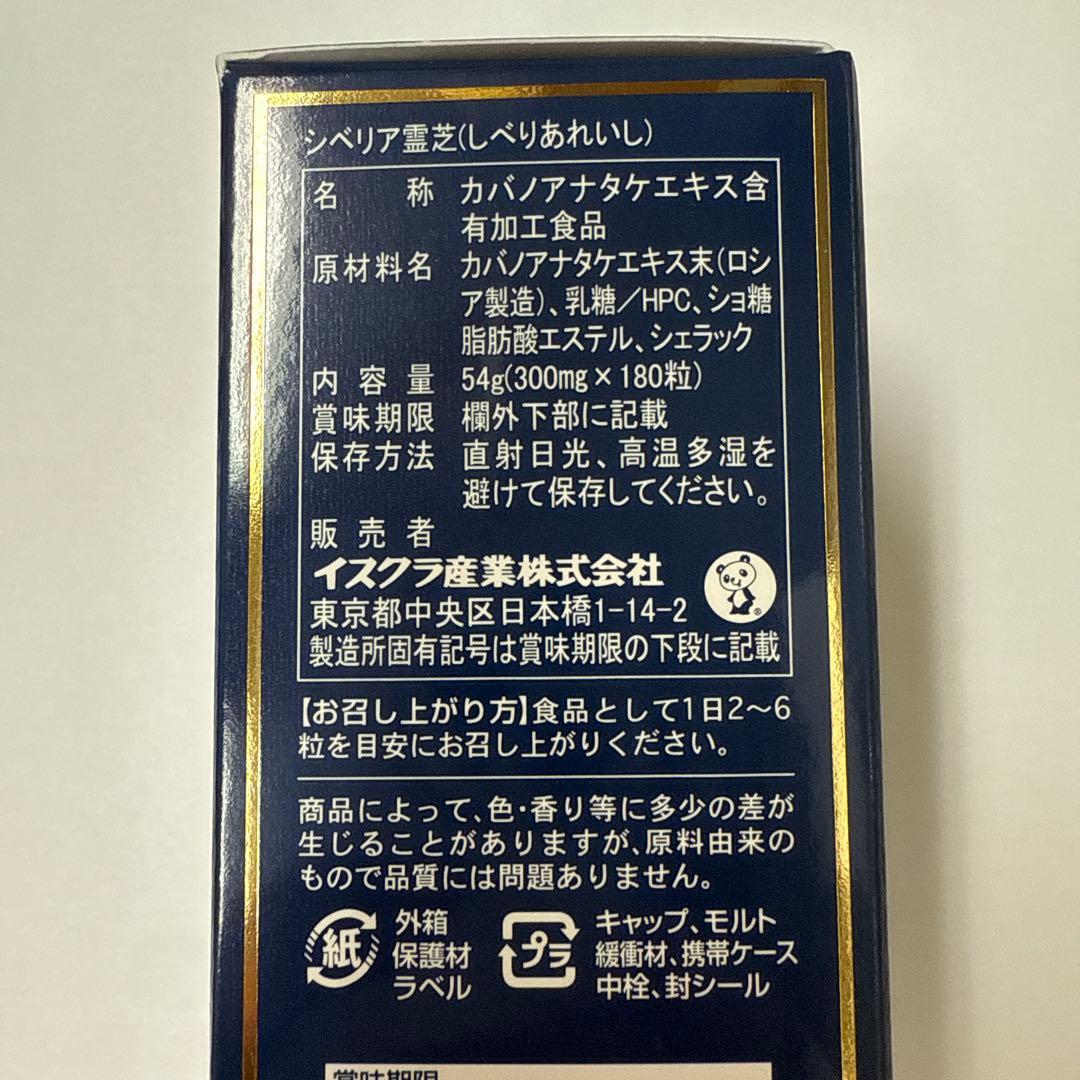 シベリア霊芝(しべりあれいし)
名称 カバノアナタケエキス含
有加工食品
原材料名 カバノアナタケエキス末(ロシ
ア製造)、乳糖/HPC、ショ糖
脂肪酸エステル、シェラック
内容量 54g(300mg×180粒)
賞味期限 欄外下部に記載
保存方法 直射日光、高温多湿を
避けて保存してください。
販売者
イスクラ産業株式会社
東京都中央区日本橋1-14-2
製造所固有記号は賞味期限の下段に記載
【お召し上がり方】食品として1日2~6
粒を目安にお召し上がりください。
商品によって、色・香り等に多少の差が
生じることがありますが、原料由来の
もので品質には問題ありません。
紙 外箱
保護材
ラベル
プラ キャップ、モルト
緩衝材、携帯ケース
中栓、封シール
賞味期限